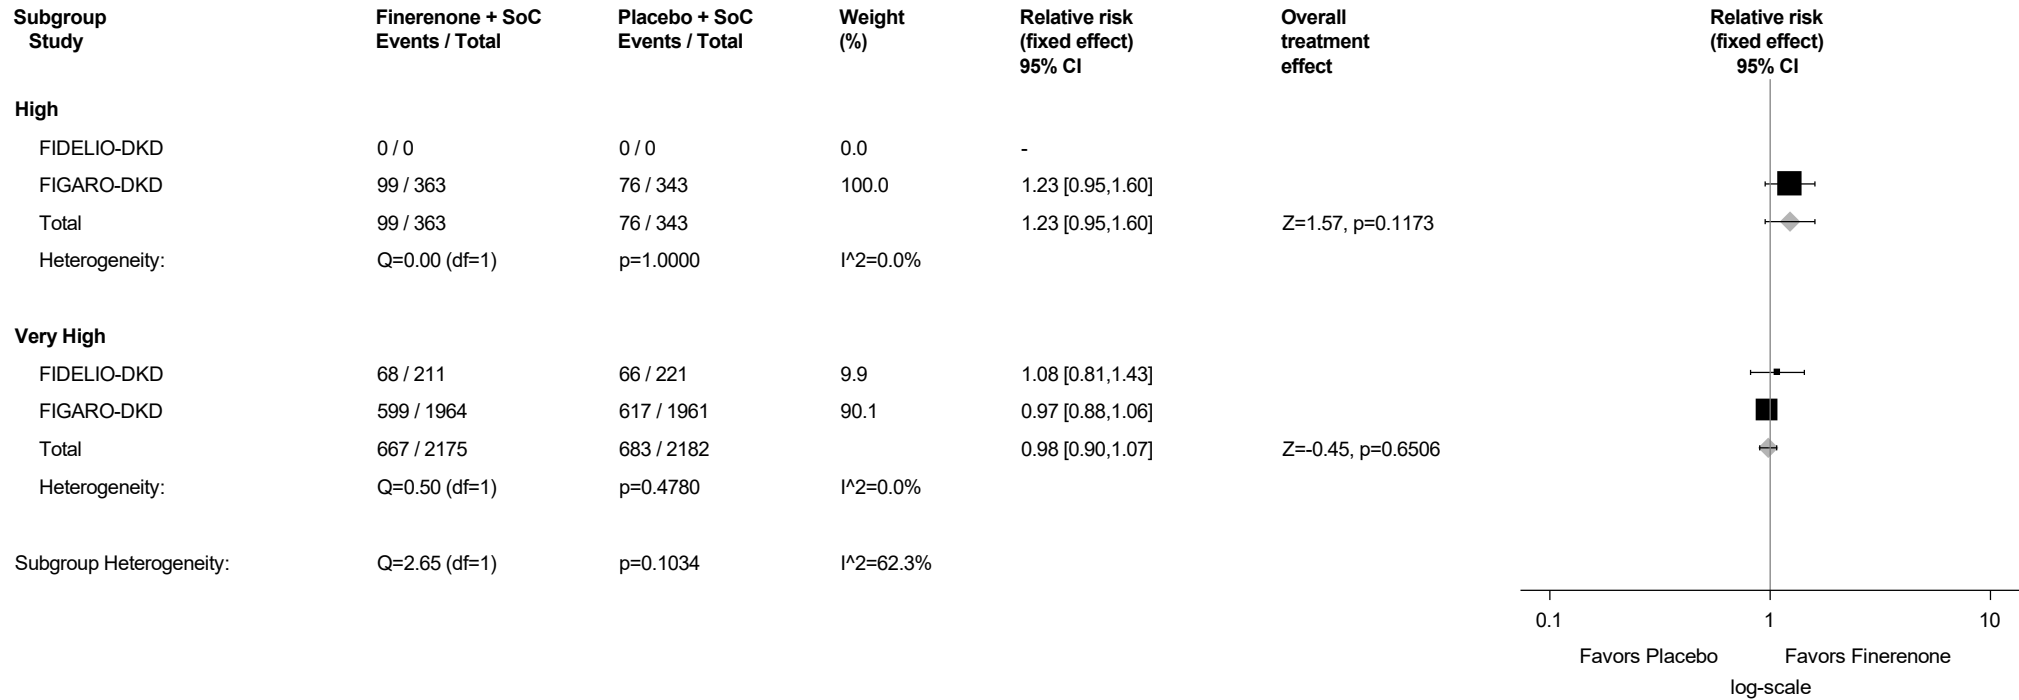 Subgroup Finerenone + SoC Placebo + SoC Weight Relative risk Overall Relative risk
Study Events / Total Events / Total (%) (fixed effect) treatment (fixed effect)
95% CI effect 95% CI
High
FIDELIO-DKD 0 / 0 0 / 0 0.0 -
FIGARO-DKD 99 / 363 76 / 343 100.0 1.23 [0.95,1.60]
Total 99 / 363 76 / 343 1.23 [0.95,1.60] Z=1.57, p=0.1173
Heterogeneity: Q=0.00 (df=1) p=1.0000 I^2=0.0%
Very High
FIDELIO-DKD 68 / 211 66 / 221 9.9 1.08 [0.81,1.43]
FIGARO-DKD 599 / 1964 617 / 1961 90.1 0.97 [0.88,1.06]
Total 667 / 2175 683 / 2182 0.98 [0.90,1.07] Z=-0.45, p=0.6506
Heterogeneity: Q=0.50 (df=1) p=0.4780 I^2=0.0%
Subgroup Heterogeneity: Q=2.65 (df=1) p=0.1034 I^2=62.3%
0.1 1 10
Favors Placebo Favors Finerenone
log-scale